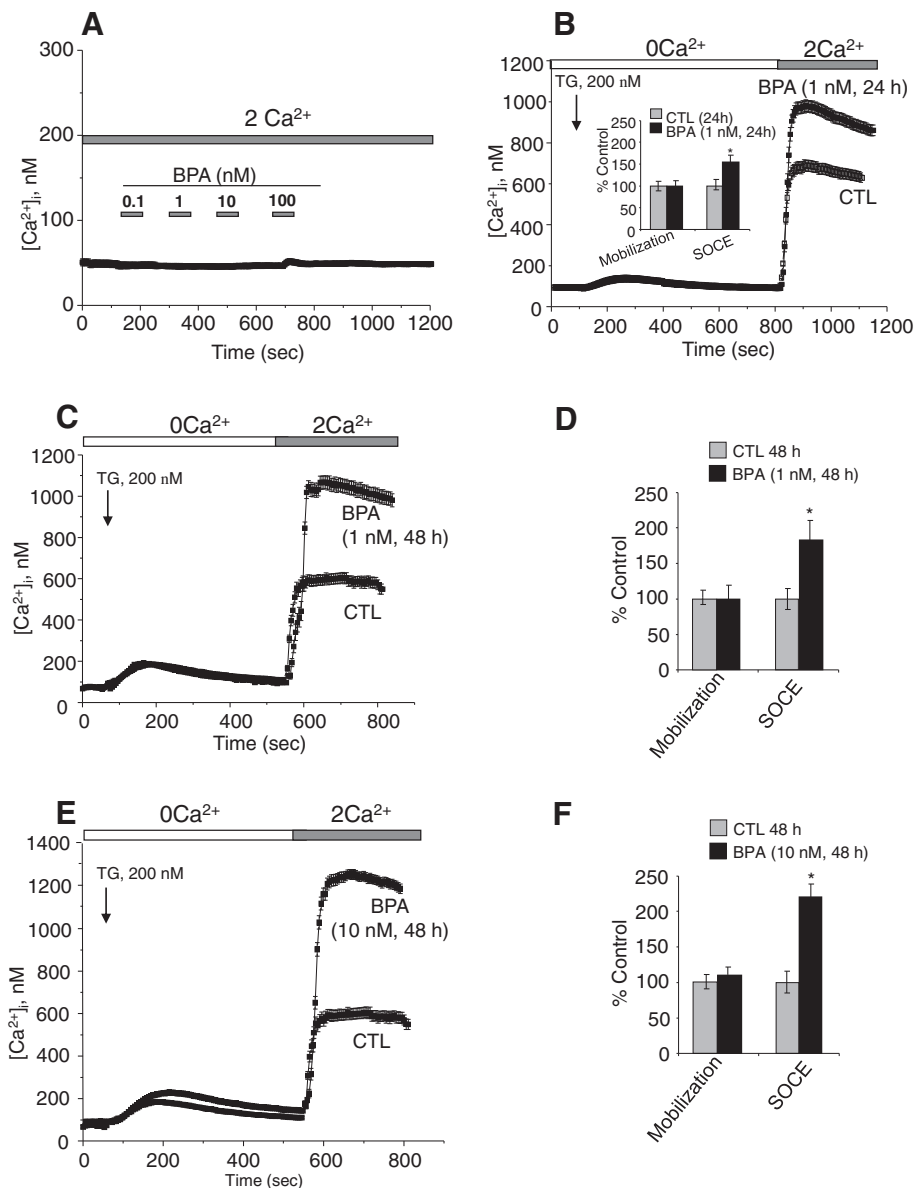 A
300
200
100
0
[Ca²⁺]ᵢ, nM
2 Ca²⁺
BPA (nM)
0.1 1 10 100
0 200 400 600 800 1000 1200
Time (sec)
B
0Ca²⁺ 2Ca²⁺
1200
1000
800
600
400
200
0
[Ca²⁺]ᵢ, nM
TG, 200 nM
BPA (1 nM, 24 h)
CTL
CTL (24h)
BPA (1 nM, 24h)
250
200
150
100
50
0
% Control
*
Mobilization
SOCE
0 200 400 600 800 1000 1200
Time (sec)
C
0Ca²⁺ 2Ca²⁺
1200
1000
800
600
400
200
0
[Ca²⁺]ᵢ, nM
TG, 200 nM
BPA
(1 nM, 48 h)
CTL
0 200 400 600 800
Time (sec)
D
CTL 48 h
BPA (1 nM, 48 h)
250
200
150
100
50
0
% Control
*
Mobilization
SOCE
E
0Ca²⁺ 2Ca²⁺
1400
1200
1000
800
600
400
200
0
[Ca²⁺]ᵢ, nM
TG, 200 nM
BPA
(10 nM, 48 h)
CTL
0 200 400 600 800
Time (sec)
F
CTL 48 h
BPA (10 nM, 48 h)
250
200
150
100
50
0
% Control
*
Mobilization
SOCE